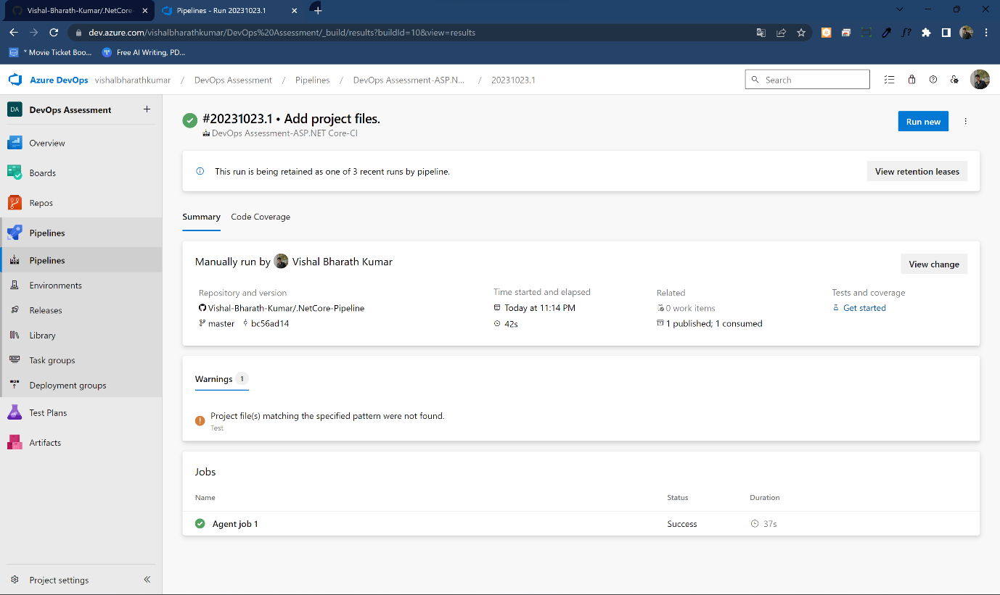 Vishal-Bharath-Kumar/.NetCore-
Pipelines - Run 20231023.1
dev.azure.com/vishalbharathkumar/DevOps%20Assessment/_build/results?buildId=10&view=results
f?
* Movie Ticket Boo...
Free AI Writing, PD...
Azure DevOps vishalbharathkumar / DevOps Assessment / Pipelines / DevOps Assessment-ASP.N... / 20231023.1
Search
DA DevOps Assessment
Overview
Boards
Repos
Pipelines
Pipelines
Environments
Releases
Library
Task groups
Deployment groups
Test Plans
Artifacts
Project settings
#20231023.1 • Add project files.
DevOps Assessment-ASP.NET Core-CI
Run new
This run is being retained as one of 3 recent runs by pipeline.
View retention leases
Summary Code Coverage
Manually run by Vishal Bharath Kumar
View change
Repository and version
Vishal-Bharath-Kumar/.NetCore-Pipeline
master bc56ad14
Time started and elapsed
Today at 11:14 PM
42s
Related
0 work items
1 published; 1 consumed
Tests and coverage
Get started
Warnings 1
Project file(s) matching the specified pattern were not found.
Test
Jobs
Name Status Duration
Agent job 1 Success 37s